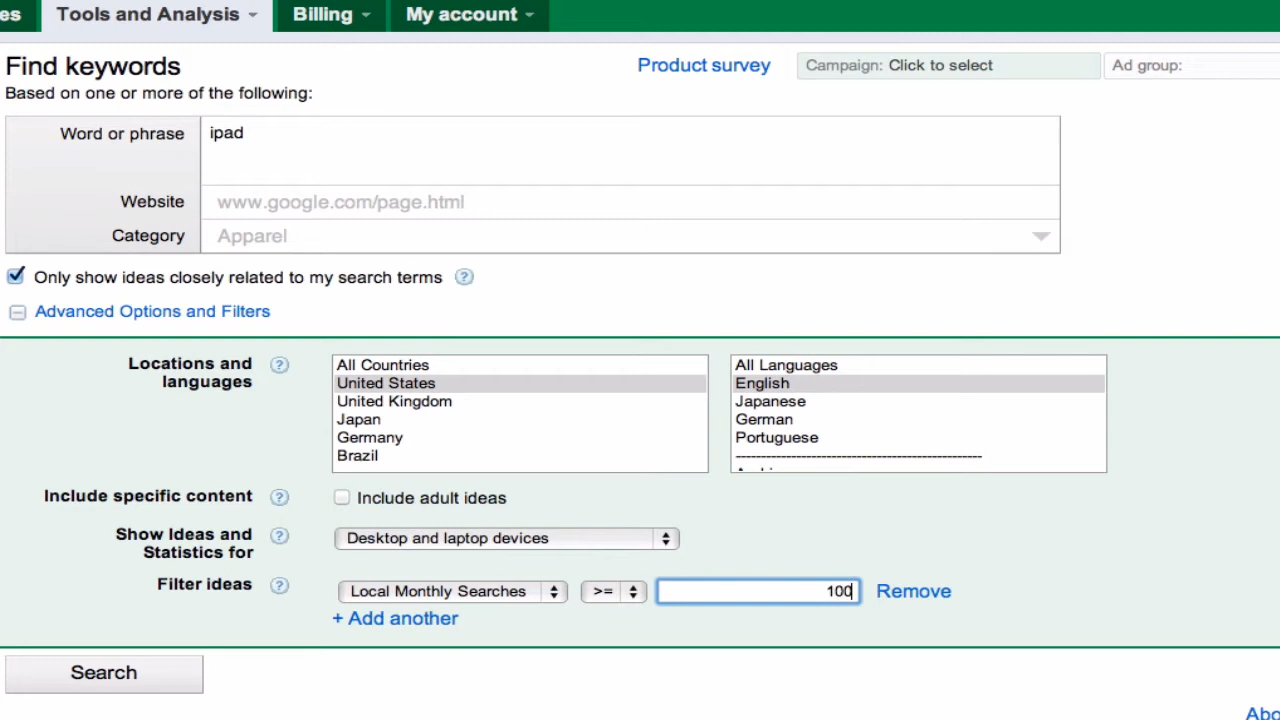 es Tools and Analysis Billing My account
Find keywords
Product survey Campaign: Click to select Ad group:
Based on one or more of the following:
Word or phrase ipad
Website www.google.com/page.html
Category Apparel
Only show ideas closely related to my search terms ?
Advanced Options and Filters
Locations and languages ?
All Countries
United States
United Kingdom
Japan
Germany
Brazil
All Languages
English
Japanese
German
Portuguese
Include specific content ? Include adult ideas
Show Ideas and Statistics for ? Desktop and laptop devices
Filter ideas ? Local Monthly Searches >= 100 Remove
+ Add another
Search
Abo